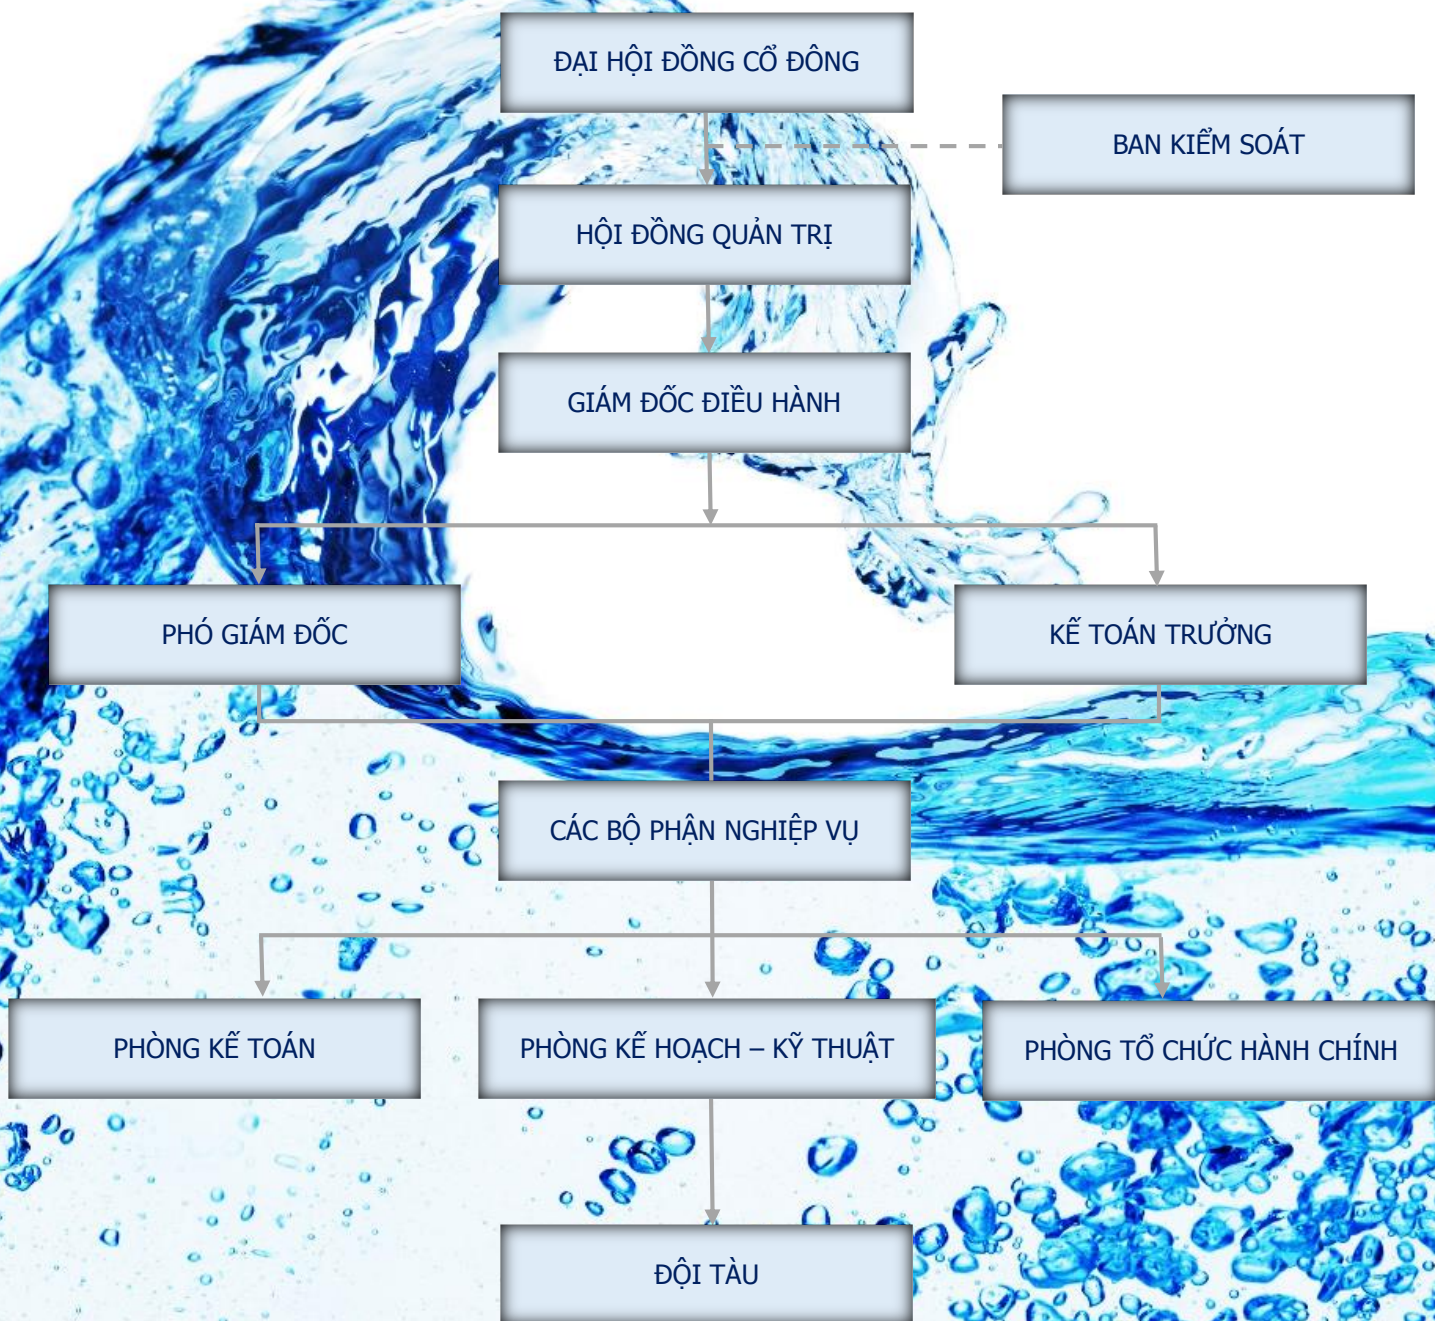 ĐẠI HỘI ĐỒNG CỔ ĐÔNG
BAN KIỂM SOÁT
HỘI ĐỒNG QUẢN TRỊ
GIÁM ĐỐC ĐIỀU HÀNH
PHÓ GIÁM ĐỐC
KẾ TOÁN TRƯỞNG
CÁC BỘ PHẬN NGHIỆP VỤ
PHÒNG KẾ TOÁN
PHÒNG KẾ HOẠCH – KỸ THUẬT
PHÒNG TỔ CHỨC HÀNH CHÍNH
ĐỘI TÀU